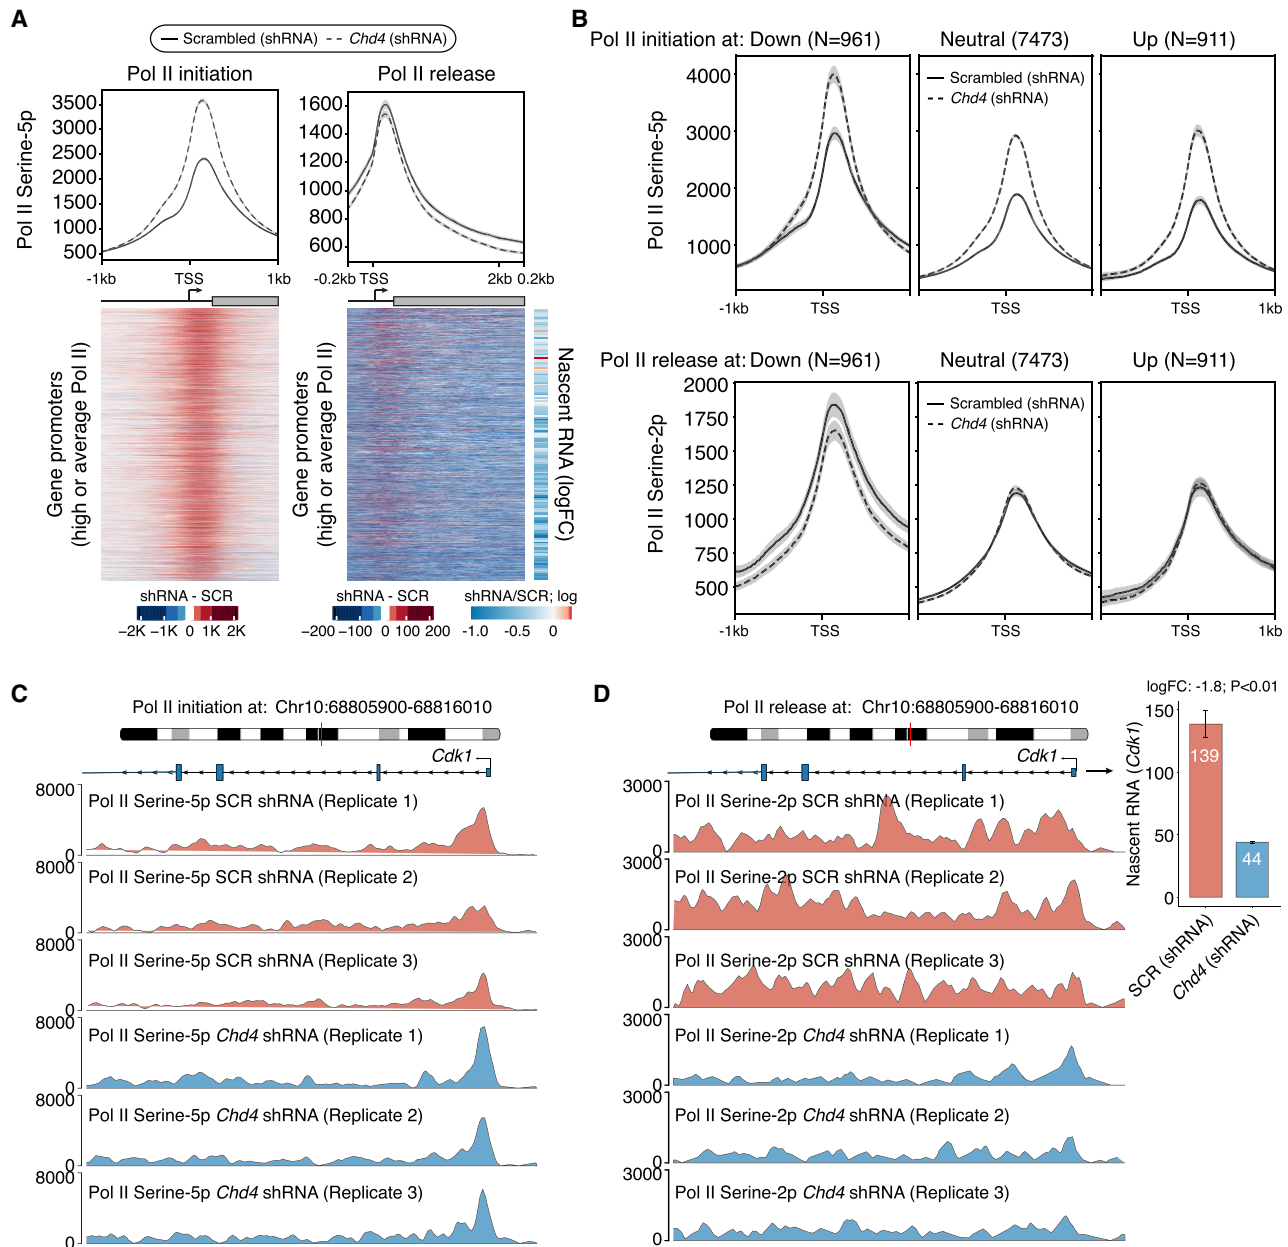 A
Scrambled (shRNA) Chd4 (shRNA)
Pol II initiation
Pol II release
Pol II Serine-5p
3500
3000
2500
2000
1500
1000
500
-1kb TSS 1kb
1600
1400
1200
1000
800
600
-0.2kb TSS 2kb 0.2kb
Gene promoters
(high or average Pol II)
Gene promoters
(high or average Pol II)
Nascent RNA (logFC)
shRNA - SCR
−2K −1K 0 1K 2K
shRNA - SCR
−200 −100 0 100 200
shRNA/SCR; log
-1.0 -0.5 0
B
Pol II initiation at: Down (N=961) Neutral (7473) Up (N=911)
Pol II Serine-5p
4000
3000
2000
1000
Scrambled (shRNA)
Chd4 (shRNA)
-1kb TSS TSS TSS 1kb
Pol II release at: Down (N=961) Neutral (7473) Up (N=911)
Pol II Serine-2p
2000
1750
1500
1250
1000
750
500
Scrambled (shRNA)
Chd4 (shRNA)
-1kb TSS TSS TSS 1kb
C
Pol II initiation at: Chr10:68805900-68816010
Cdk1
8000
Pol II Serine-5p SCR shRNA (Replicate 1)
0
8000
Pol II Serine-5p SCR shRNA (Replicate 2)
0
8000
Pol II Serine-5p SCR shRNA (Replicate 3)
0
8000
Pol II Serine-5p Chd4 shRNA (Replicate 1)
0
8000
Pol II Serine-5p Chd4 shRNA (Replicate 2)
0
8000
Pol II Serine-5p Chd4 shRNA (Replicate 3)
0
D
Pol II release at: Chr10:68805900-68816010
Cdk1
3000
Pol II Serine-2p SCR shRNA (Replicate 1)
0
3000
Pol II Serine-2p SCR shRNA (Replicate 2)
0
3000
Pol II Serine-2p SCR shRNA (Replicate 3)
0
3000
Pol II Serine-2p Chd4 shRNA (Replicate 1)
0
3000
Pol II Serine-2p Chd4 shRNA (Replicate 2)
0
3000
Pol II Serine-2p Chd4 shRNA (Replicate 3)
0
logFC: -1.8; P<0.01
Nascent RNA (Cdk1)
150
100
50
0
139
44
SCR (shRNA)
Chd4 (shRNA)